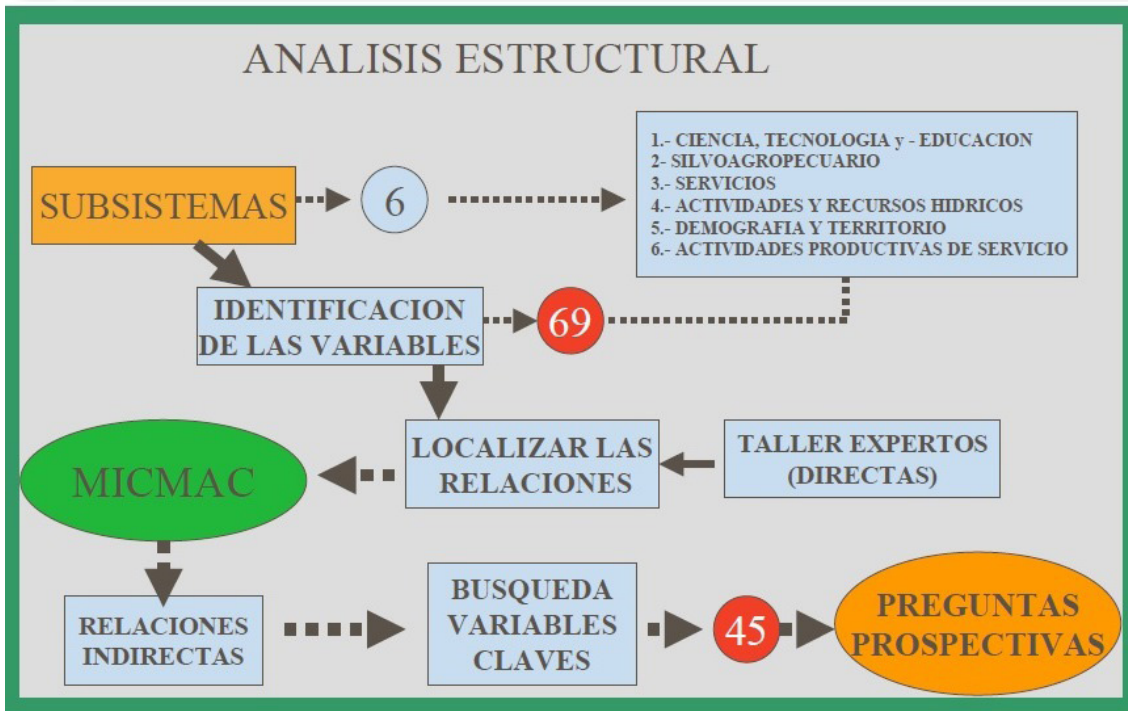 ANALISIS ESTRUCTURAL
SUBSISTEMAS
6
1.- CIENCIA, TECNOLOGIA y - EDUCACION
2- SILVOAGROPECUARIO
3.- SERVICIOS
4.- ACTIVIDADES Y RECURSOS HIDRICOS
5.- DEMOGRAFIA Y TERRITORIO
6.- ACTIVIDADES PRODUCTIVAS DE SERVICIO
IDENTIFICACION
DE LAS VARIABLES
69
LOCALIZAR LAS
RELACIONES
TALLER EXPERTOS
(DIRECTAS)
MICMAC
RELACIONES
INDIRECTAS
BUSQUEDA
VARIABLES
CLAVES
45
PREGUNTAS
PROSPECTIVAS